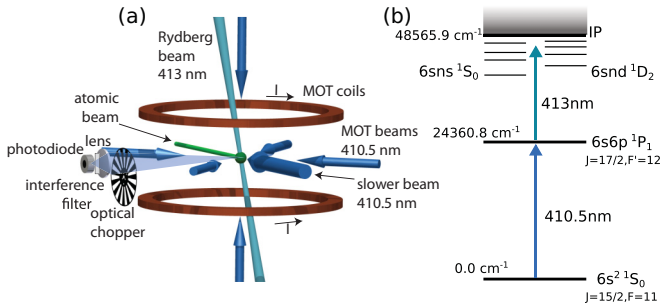 (a)
Rydberg
beam
413 nm
I
MOT coils
atomic
beam
lens
photodiode
interference
filter
optical
chopper
MOT beams
410.5 nm
slower beam
410.5 nm
I
(b)
48565.9 cm⁻¹
IP
6sns ¹S₀
6snd ¹D₂
413nm
24360.8 cm⁻¹
6s6p ¹P₁
J=17/2,F'=12
410.5nm
0.0 cm⁻¹
6s² ¹S₀
J=15/2,F=11